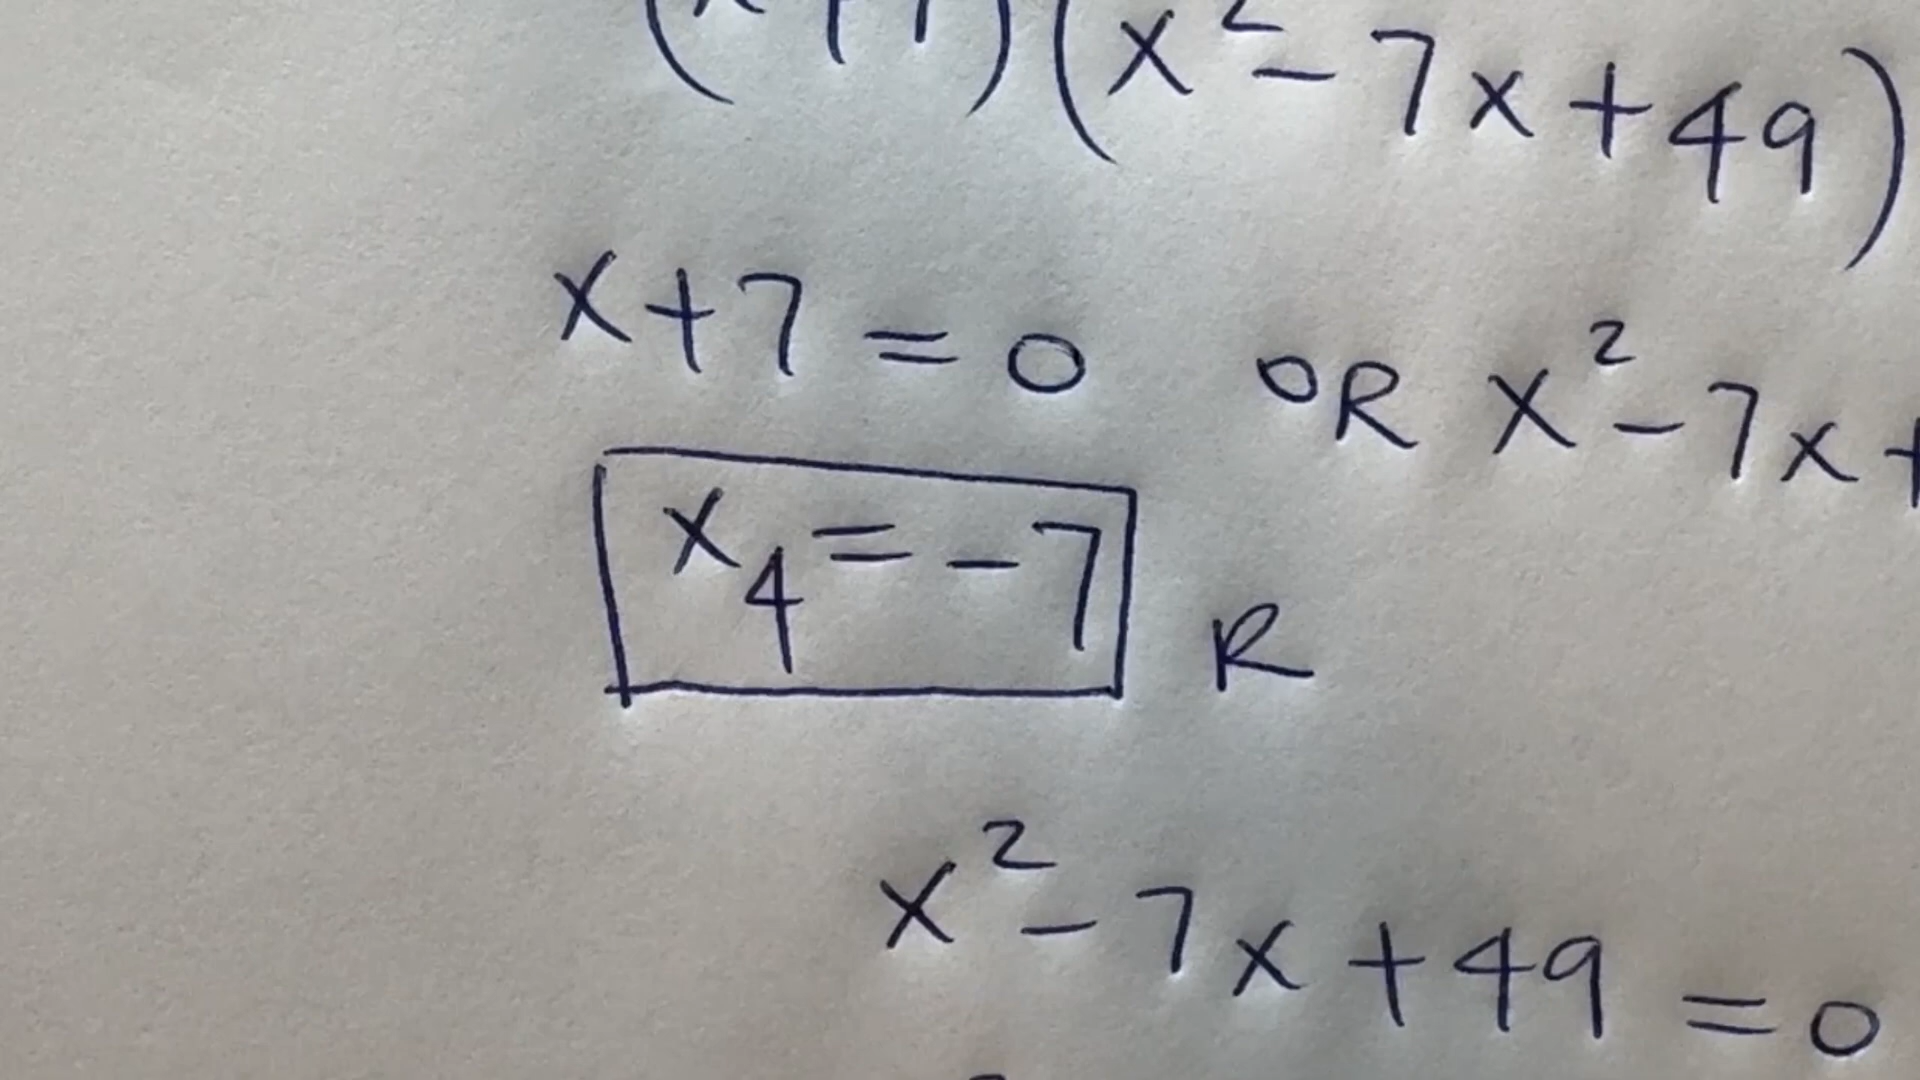 (x+7)(x²-7x+49)
x+7=0 OR x²-7x+
x₄=-7 R
x²-7x+49=0